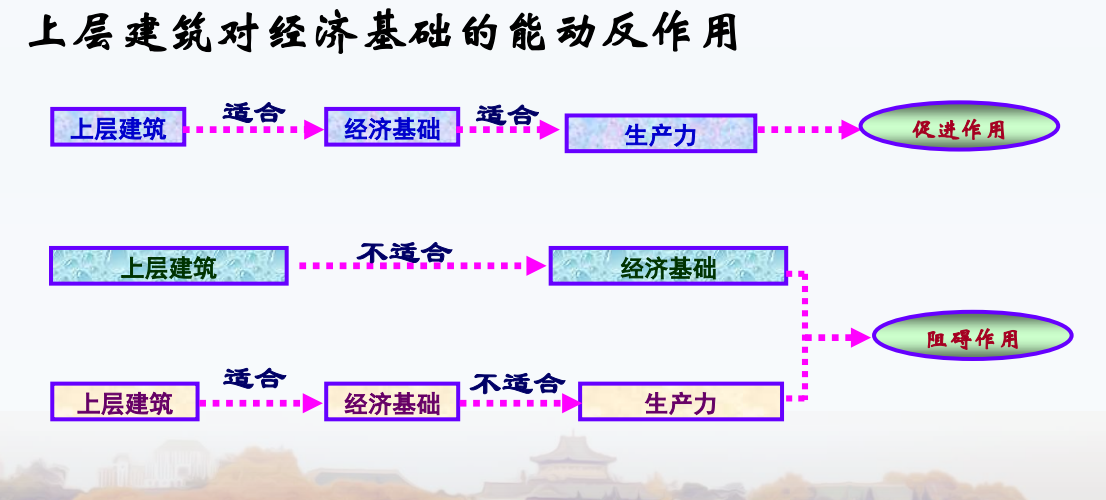 上层建筑对经济基础的能动反作用
上层建筑 适合 经济基础 适合 生产力 促进作用
上层建筑 不适合 经济基础
阻碍作用
上层建筑 适合 经济基础 不适合 生产力